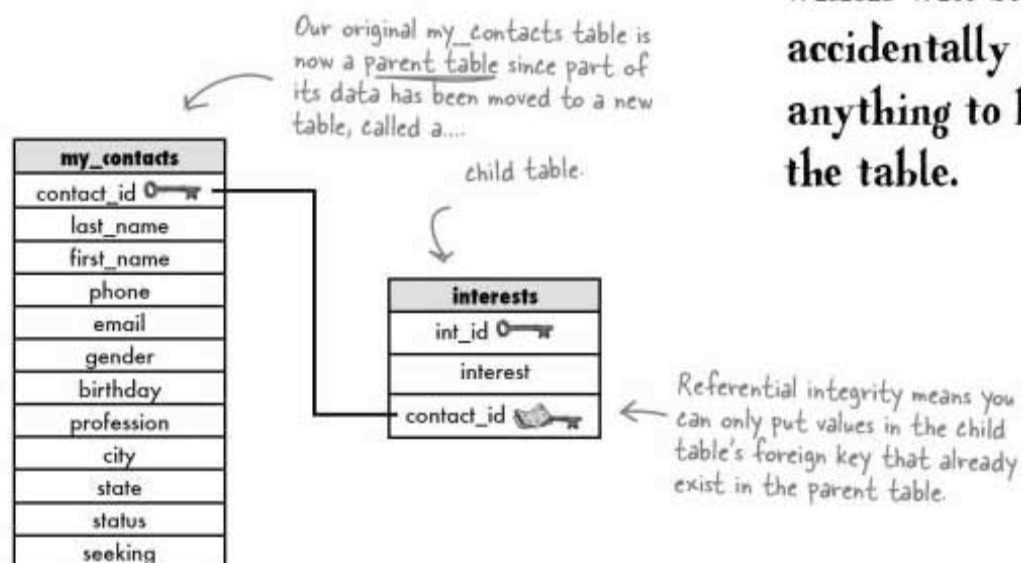 Our original my_contacts table is
now a parent table since part of
its data has been moved to a new
table, called a....
child table.
accidentally
anything to
the table.
my_contacts
contact_id
last_name
first_name
phone
email
gender
birthday
profession
city
state
status
seeking
interests
int_id
interest
contact_id
Referential integrity means you
can only put values in the child
table's foreign key that already
exist in the parent table.